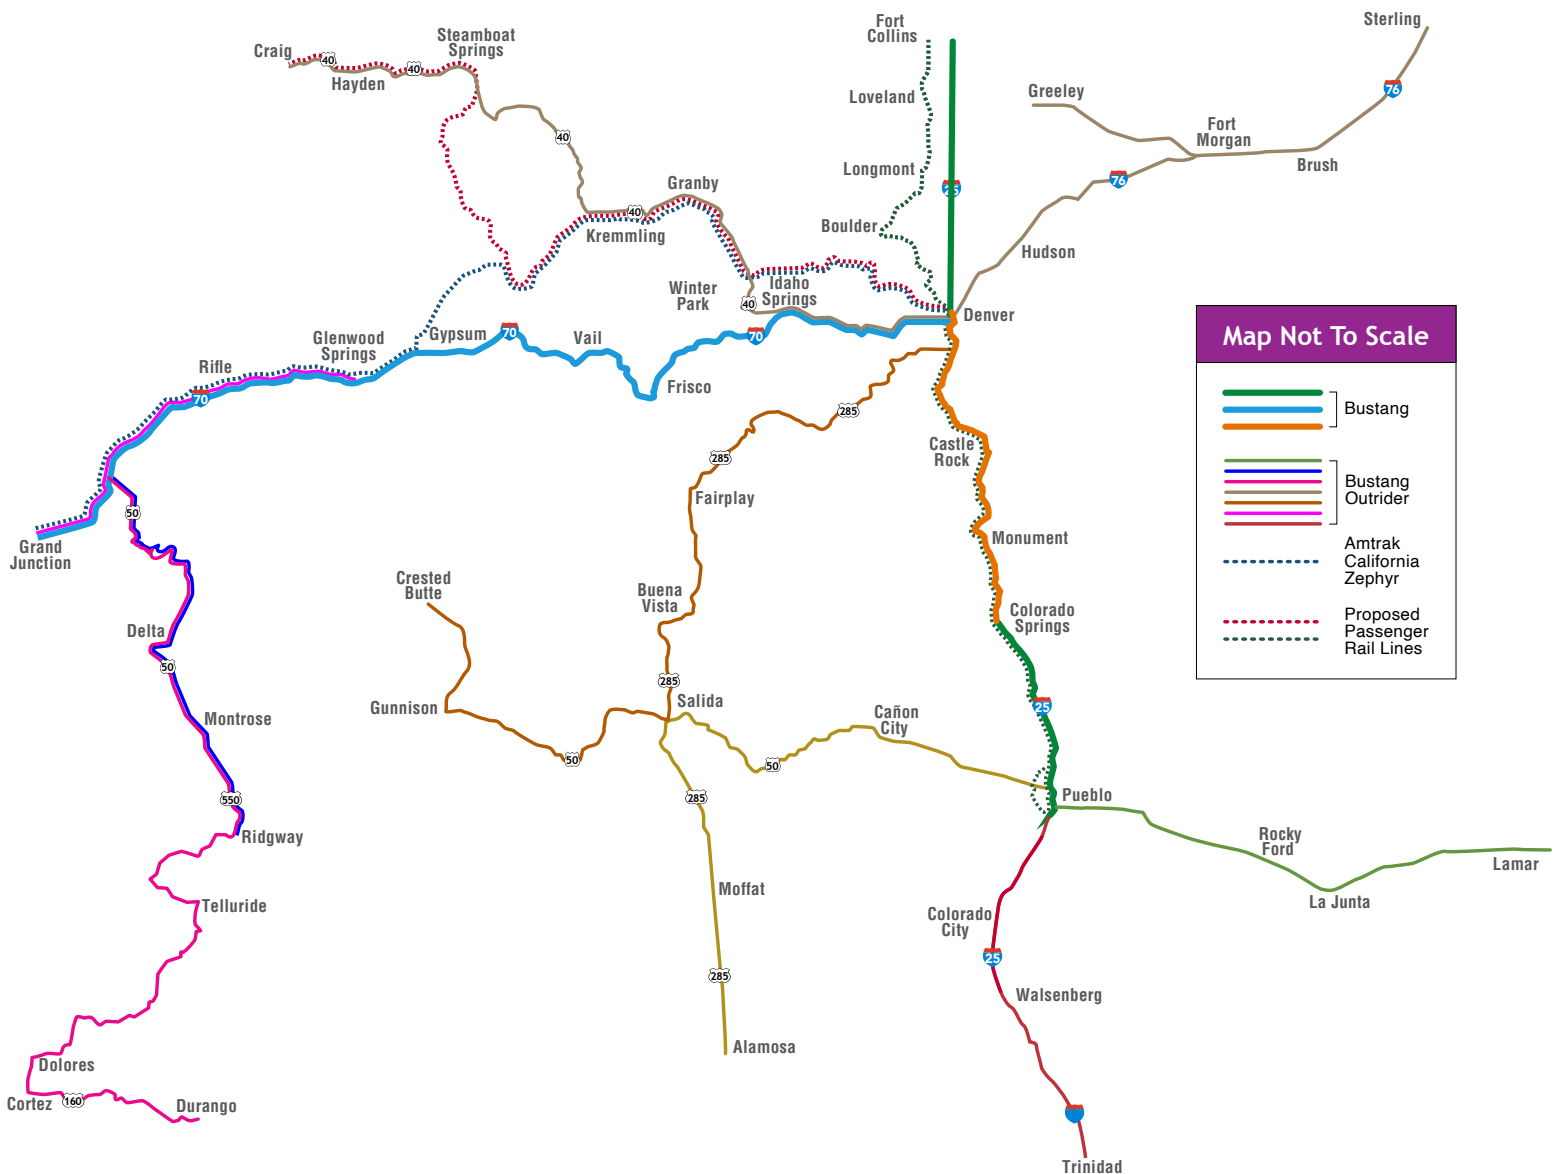 Sterling
Fort
Collins
Steamboat
Springs
Craig
40
40
Hayden
76
Greeley
Loveland
Fort
Morgan
40
Brush
Longmont
76
Granby
25
40
Kremmling
Boulder
Hudson
Winter
Park
Idaho
Springs
40
Denver
Glenwood
Springs
Gypsum
70
Vail
70
Rifle
70
Frisco
285
Castle
Rock
285
Fairplay
50
Monument
Grand
Junction
Crested
Butte
Buena
Vista
Colorado
Springs
Delta
50
285
Salida
Gunnison
Montrose
Cañon
City
25
50
50
550
285
Pueblo
Ridgway
Rocky
Ford
Lamar
Moffat
La Junta
Telluride
Colorado
City
25
285
Walsenberg
Alamosa
Dolores
Cortez
160
Durango
Trinidad
Map Not To Scale
Bustang
Bustang
Outrider
Amtrak
California
Zephyr
Proposed
Passenger
Rail Lines